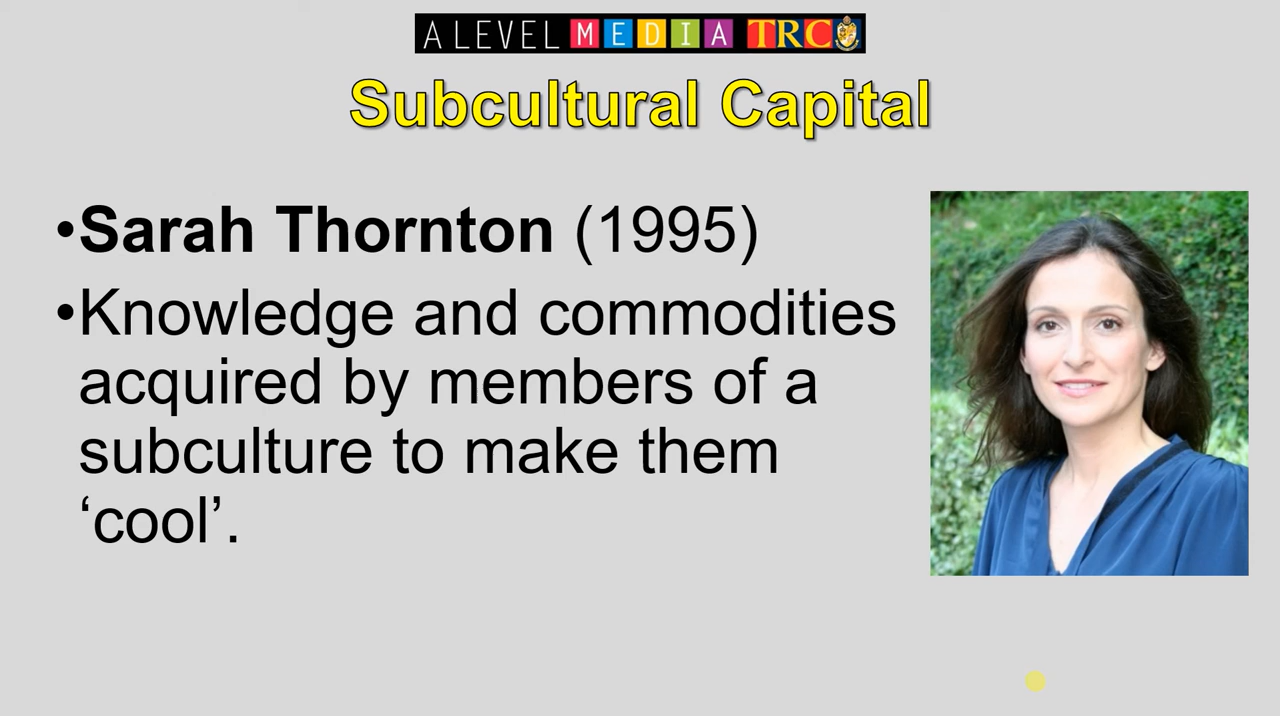 A LEVEL MEDIA TRC
Subcultural Capital
•Sarah Thornton (1995)
•Knowledge and commodities
acquired by members of a
subculture to make them
‘cool’.